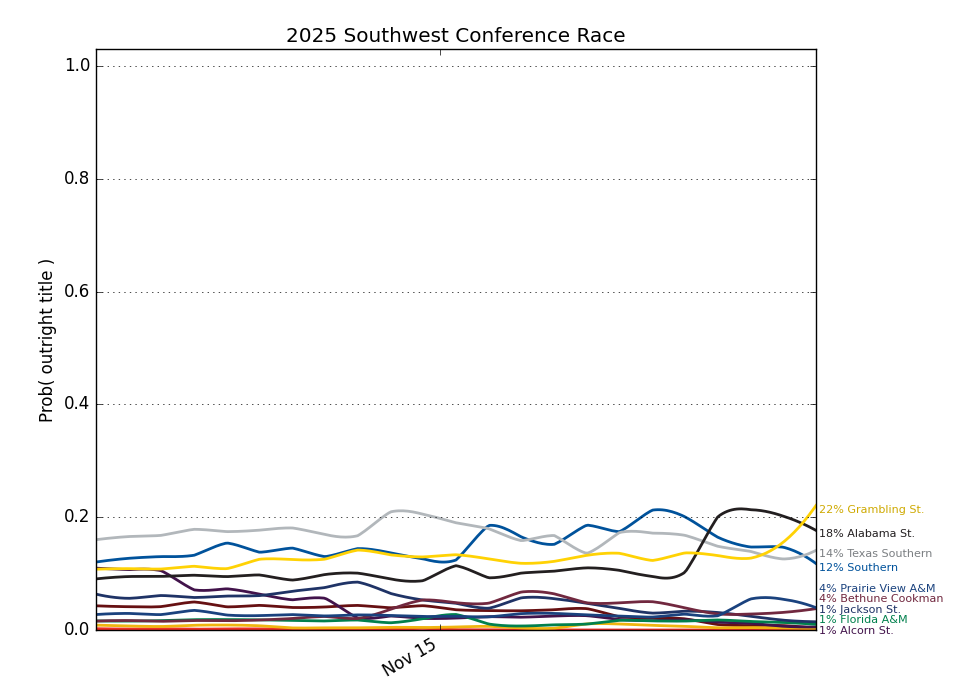 2025 Southwest Conference Race
1.0
0.8
0.6
0.4
0.2
0.0
Prob( outright title )
Nov 15
22% Grambling St.
18% Alabama St.
14% Texas Southern
12% Southern
4% Prairie View A&M
4% Bethune Cookman
1% Jackson St.
1% Florida A&M
1% Alcorn St.